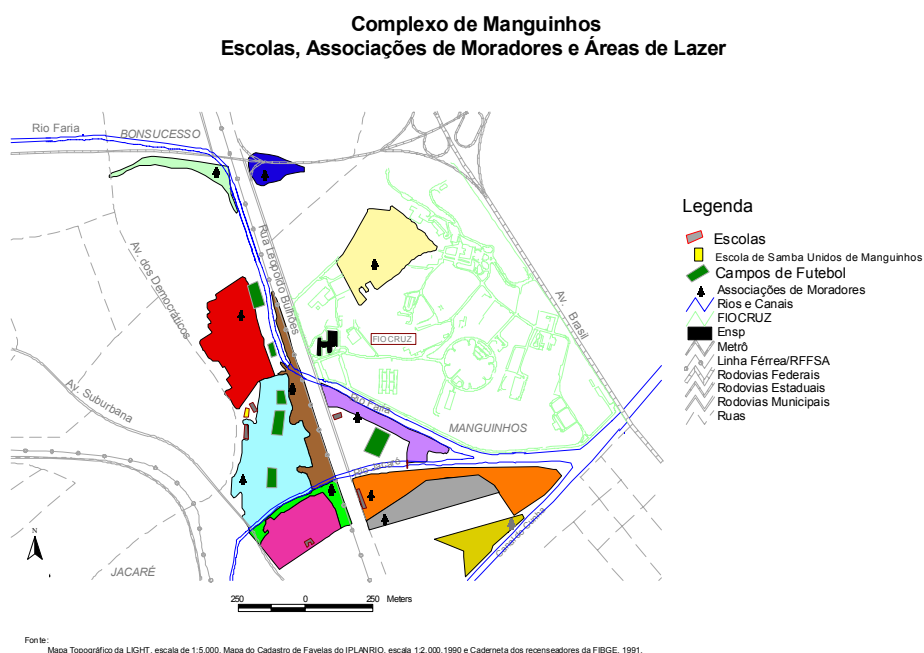 Complexo de Manguinhos
Escolas, Associações de Moradores e Áreas de Lazer
Rio Faria
BONSUCESSO
Rua Leopoldo Bulhões
Av. dos Democráticos
Av. Suburbana
Av. Brasil
FIOCRUZ
Rio Faria
MANGUINHOS
Canal do Cunha
JACARÉ
N
250 0 250 Meters
Legenda
Escolas
Escola de Samba Unidos de Manguinhos
Campos de Futebol
Associações de Moradores
Rios e Canais
FIOCRUZ
Ensp
Metrô
Linha Férrea/RFFSA
Rodovias Federais
Rodovias Estaduais
Rodovias Municipais
Ruas
Fonte:
Mapa Topográfico da LIGHT, escala de 1:5.000, Mapa do Cadastro de Favelas do IPLANRIO, escala 1:2.000,1990 e Caderneta dos recenseadores da FIBGE, 1991.